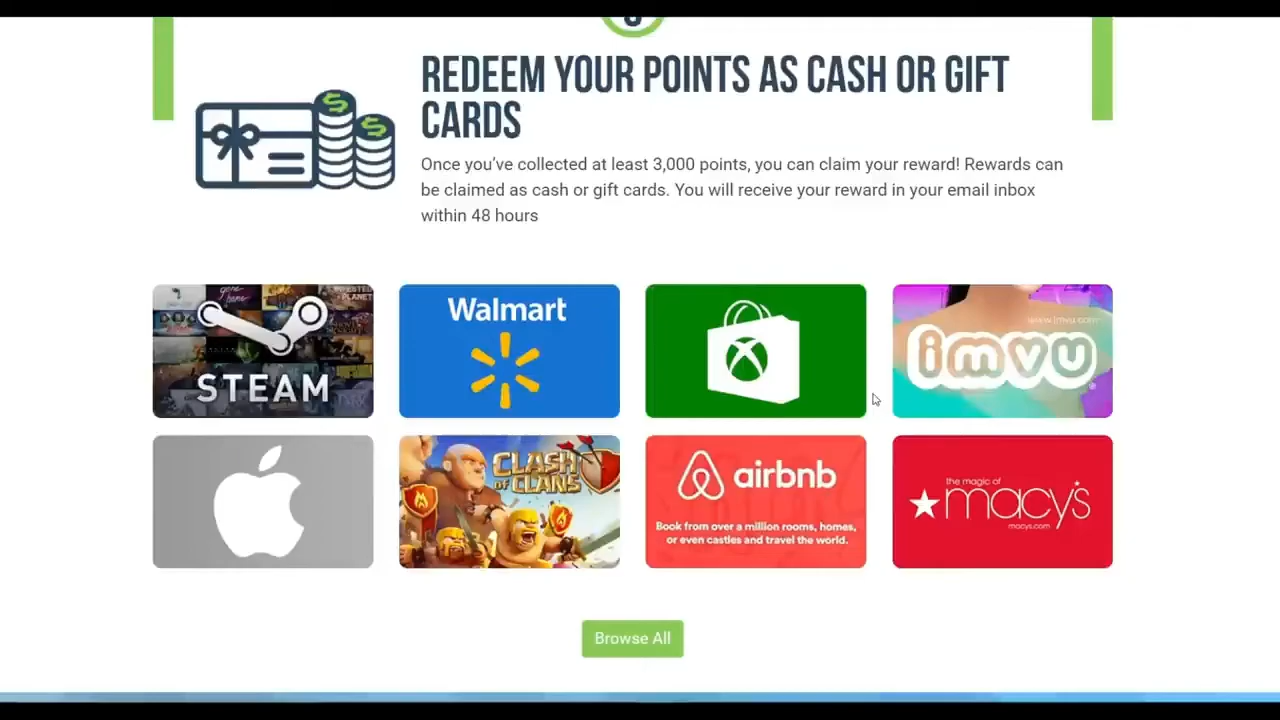 REDEEM YOUR POINTS AS CASH OR GIFT
CARDS
Once you've collected at least 3,000 points, you can claim your reward! Rewards can
be claimed as cash or gift cards. You will receive your reward in your email inbox
within 48 hours
STEAM
Walmart
www.imvu.com
imvu
CLASH
OF CLANS
airbnb
Book from over a million rooms, homes,
or even castles and travel the world.
the magic of
macy's
macys.com
Browse All